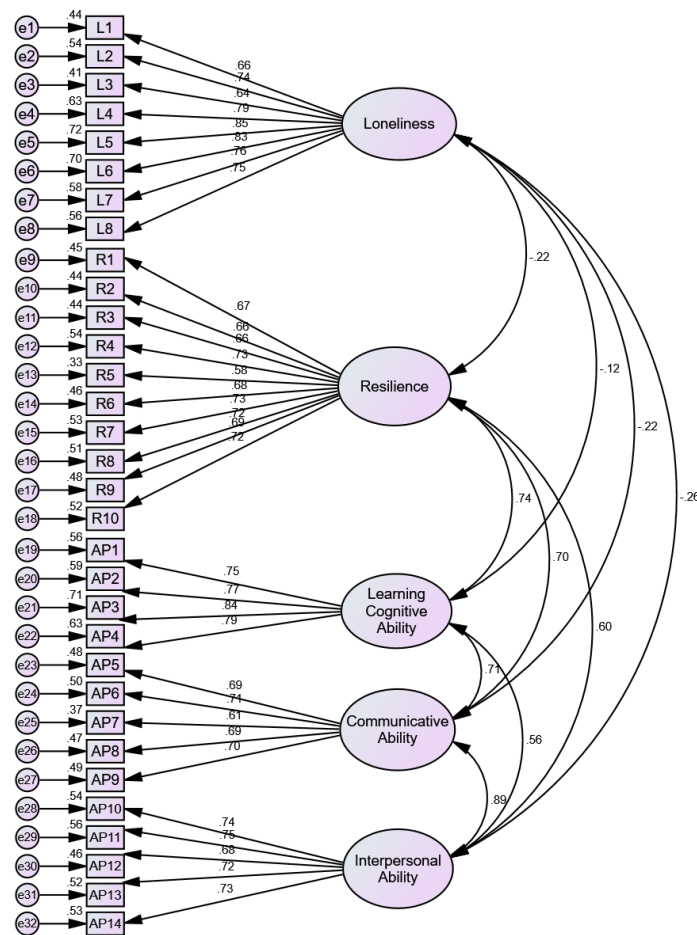 .44
e1 L1
.54
e2 L2
.41
e3 L3
.63
e4 L4
.72
e5 L5
.70
e6 L6
.58
e7 L7
.56
e8 L8
.66
.74
.64
.79
.85
.83
.76
.75
Loneliness
.45
e9 R1
.44
e10 R2
.44
e11 R3
.54
e12 R4
.33
e13 R5
.46
e14 R6
.53
e15 R7
.51
e16 R8
.48
e17 R9
.52
e18 R10
.67
.66
.66
.73
.58
.68
.73
.72
.69
.72
Resilience
.56
e19 AP1
.59
e20 AP2
.71
e21 AP3
.63
e22 AP4
.75
.77
.84
.79
Learning
Cognitive
Ability
.48
e23 AP5
.50
e24 AP6
.37
e25 AP7
.47
e26 AP8
.49
e27 AP9
.69
.71
.61
.69
.70
Communicative
Ability
.54
e28 AP10
.56
e29 AP11
.46
e30 AP12
.52
e31 AP13
.53
e32 AP14
.74
.75
.68
.72
.73
Interpersonal
Ability
-.22
-.12
-.22
-.26
.74
.70
.60
.71
.56
.89